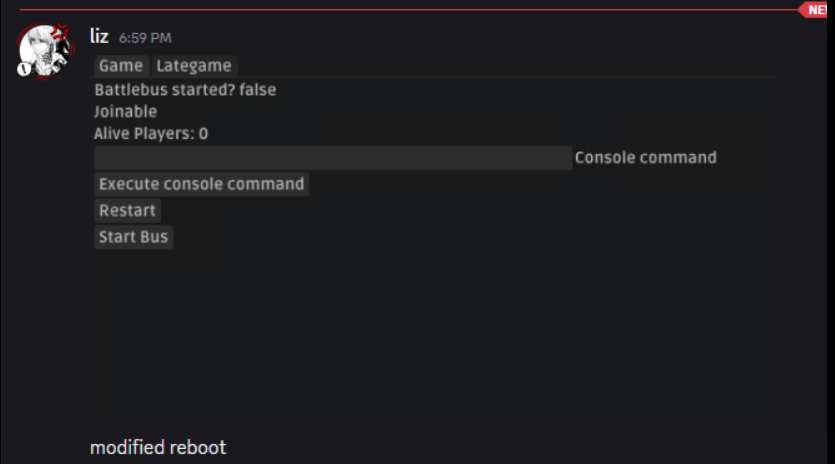 NEW
liz 6:59 PM
Game Lategame
Battlebus started? false
Joinable
Alive Players: 0
Console command
Execute console command
Restart
Start Bus
modified reboot